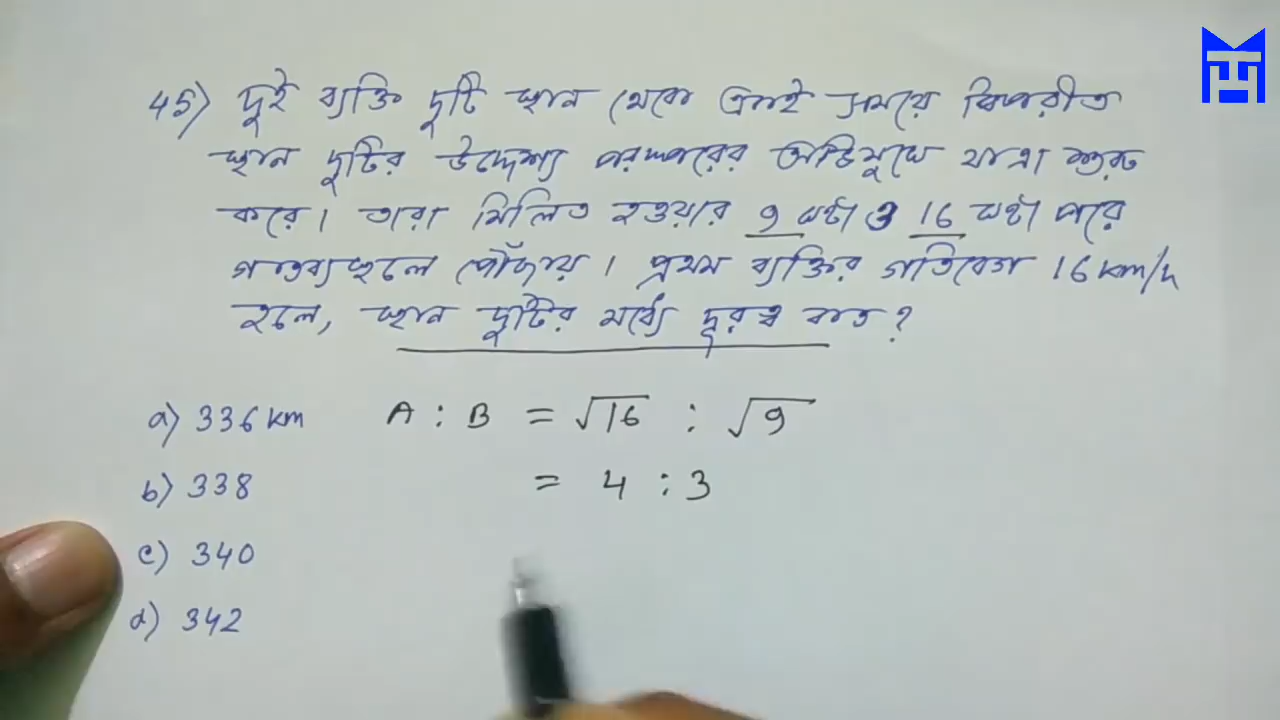 45) দুই ব্যক্তি দুটি স্থান থেকে একই সময়ে বিপরীত
স্থান দুটির উদ্দেশ্য পরস্পরের অভিমুখে যাত্রা শুরু
করে। তারা মিলিত হওয়ার 9 ঘন্টা ও 16 ঘন্টা পরে
গন্তব্যস্থলে পৌঁছায়। প্রথম ব্যক্তির গতিবেগ 16 km/h
হলে, স্থান দুটির মধ্যে দূরত্ব কত?
a) 336 km A : B = √16 : √9
b) 338 = 4 : 3
c) 340
d) 342